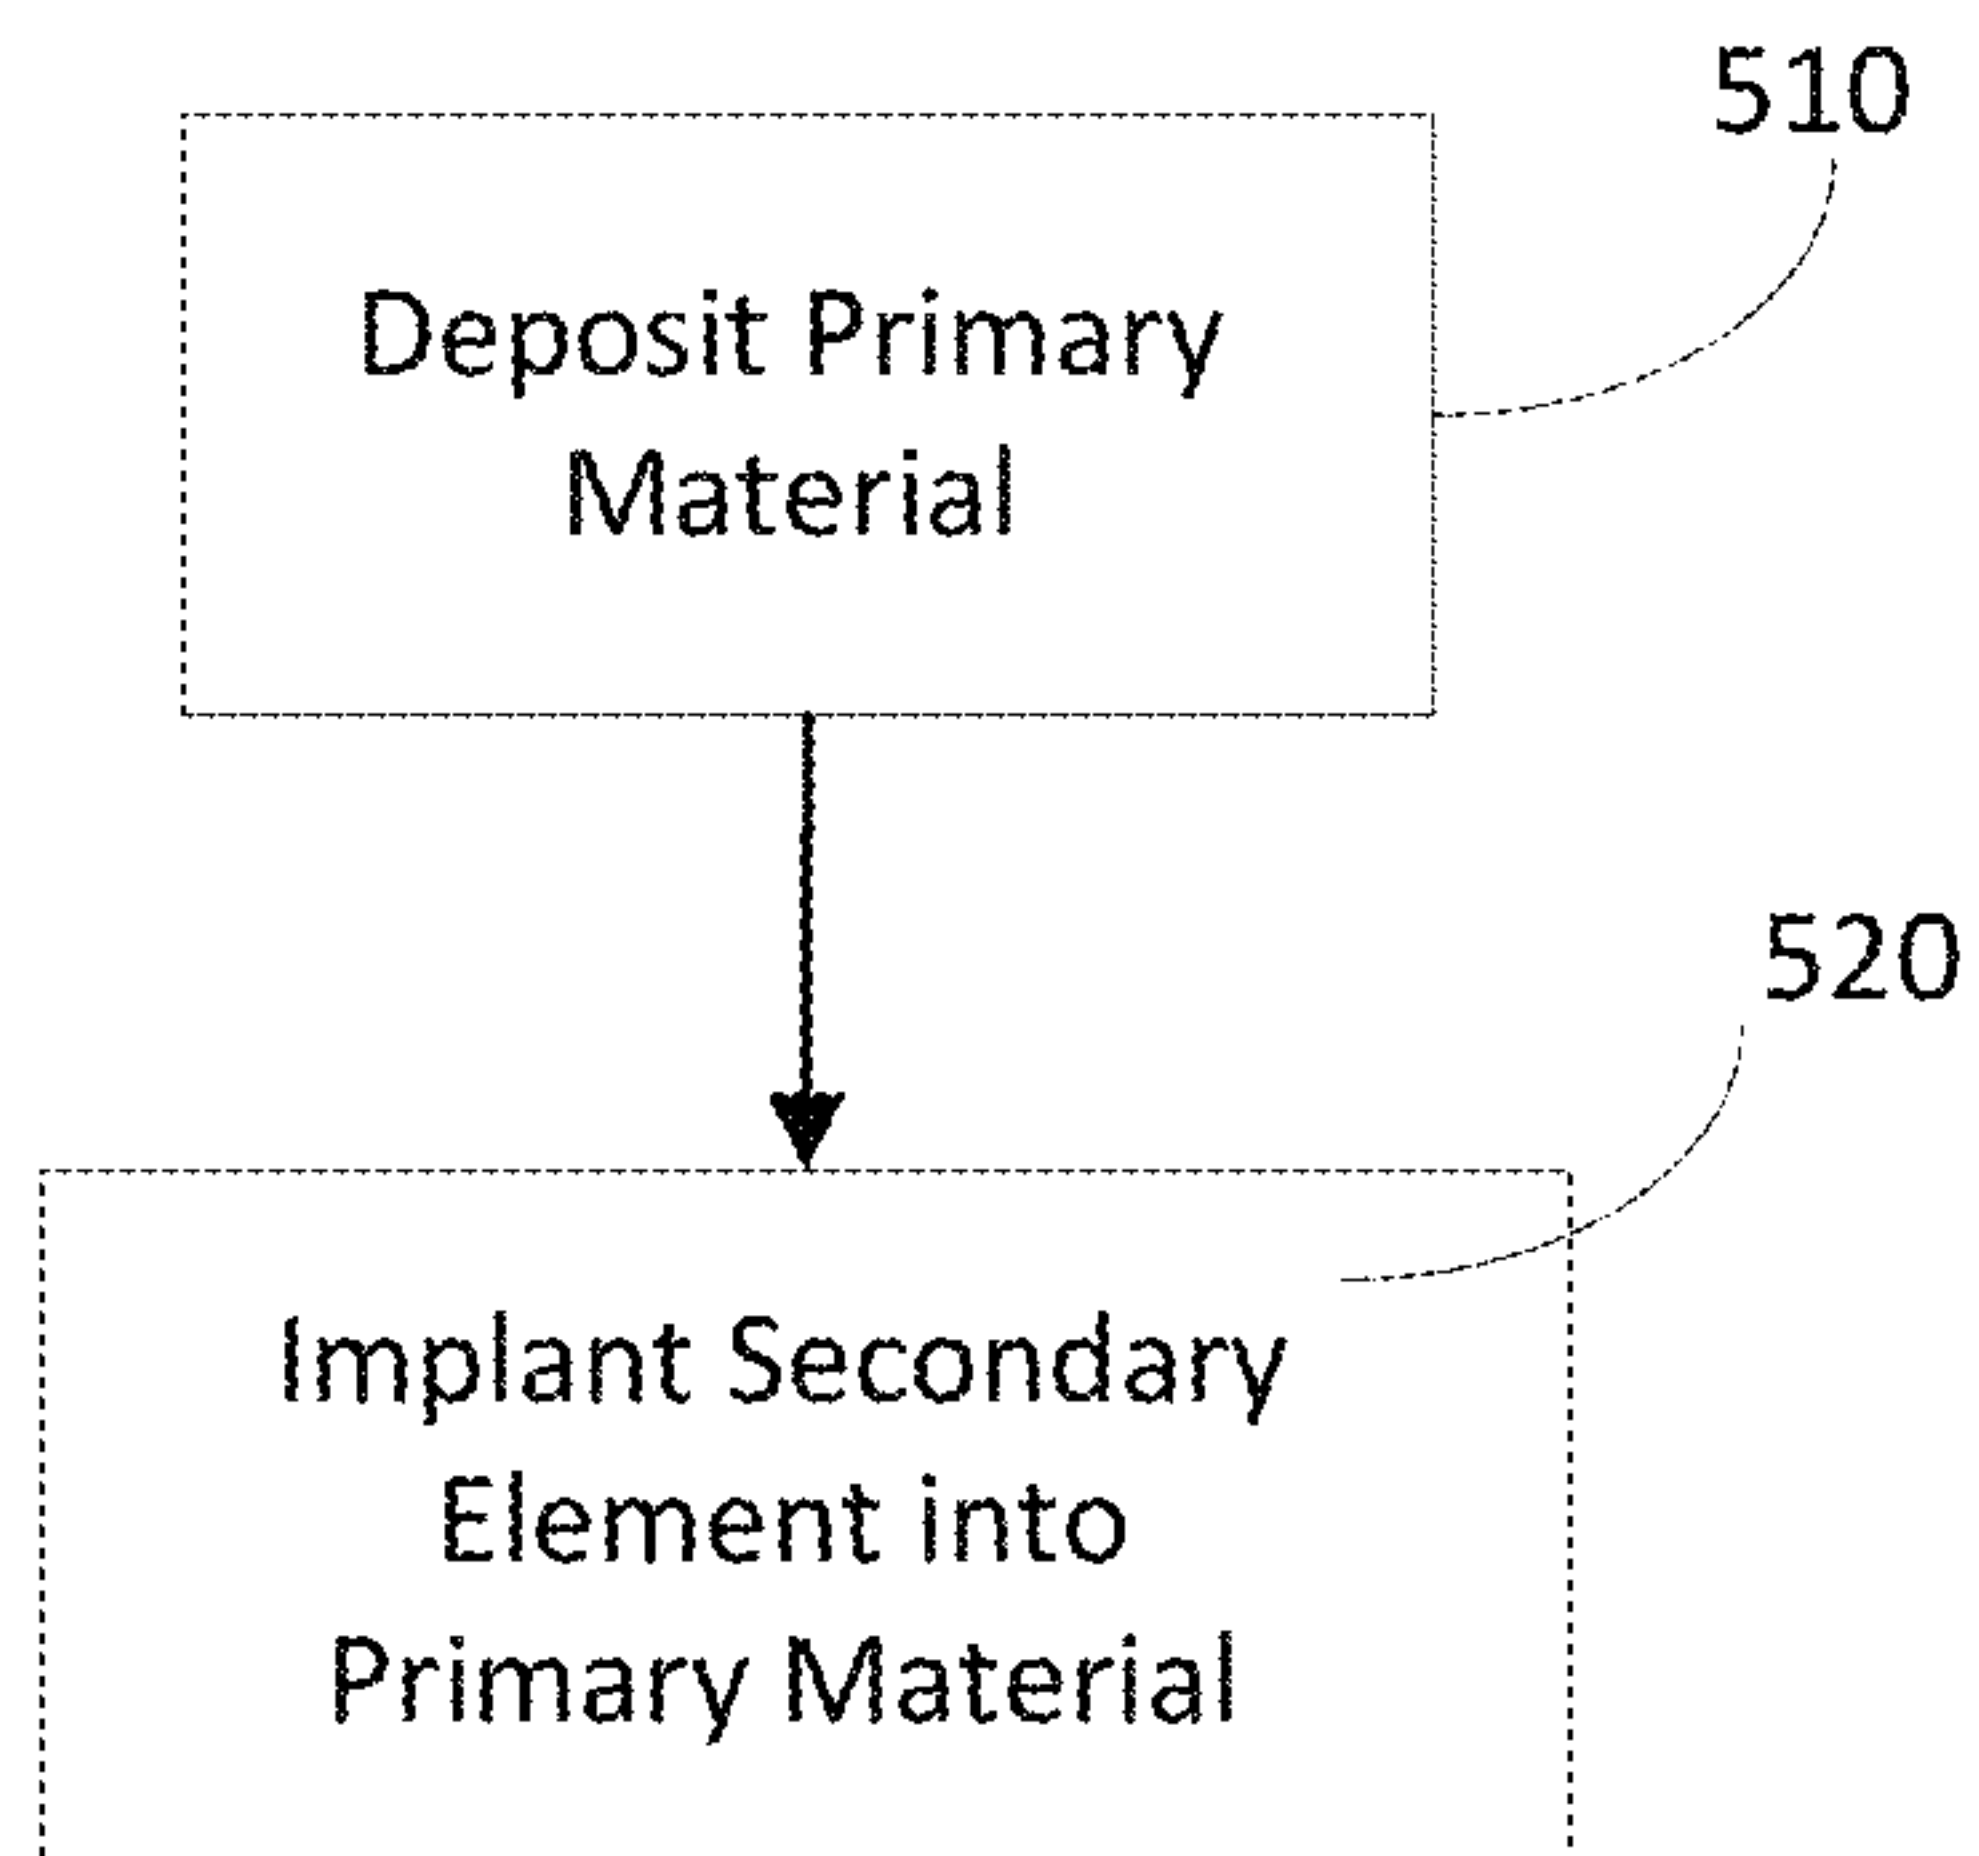 510
Deposit Primary
Material
520
Implant Secondary
Element into
Primary Material